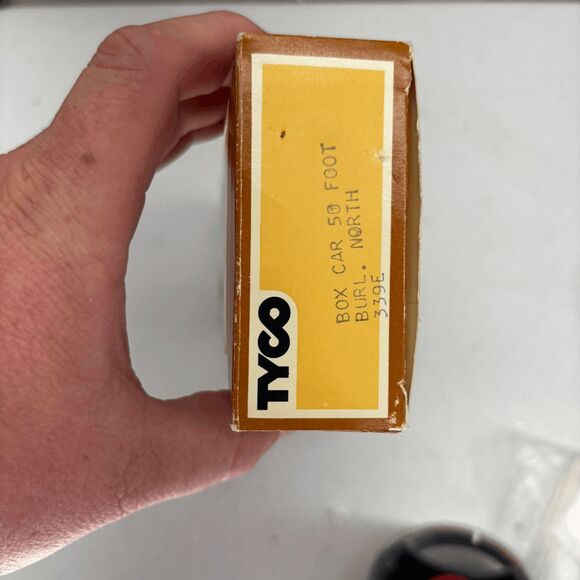 TYCO
BOX CAR 50 FOOT
BURL. NORTH
339E